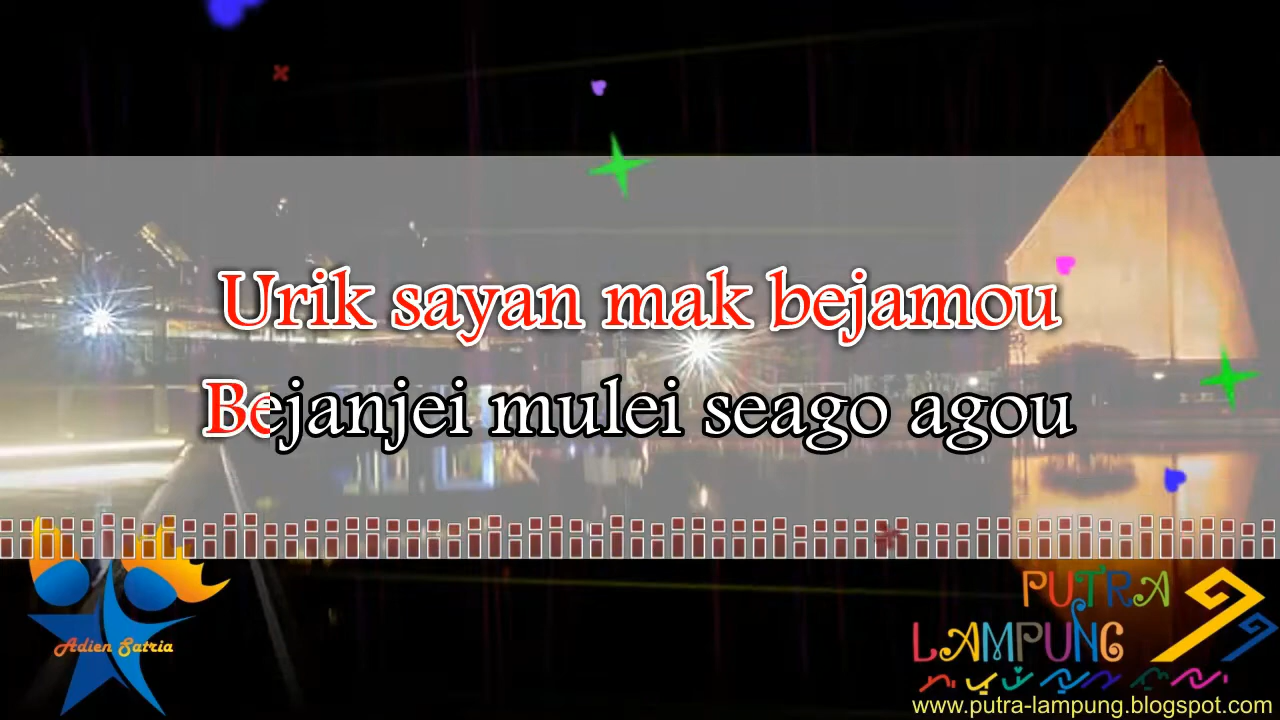 Urik sayan mak bejamou
Bejanjei mulei seago agou
Adien Satria
PUTRA
LAMPUNG
www.putra-lampung.blogspot.com